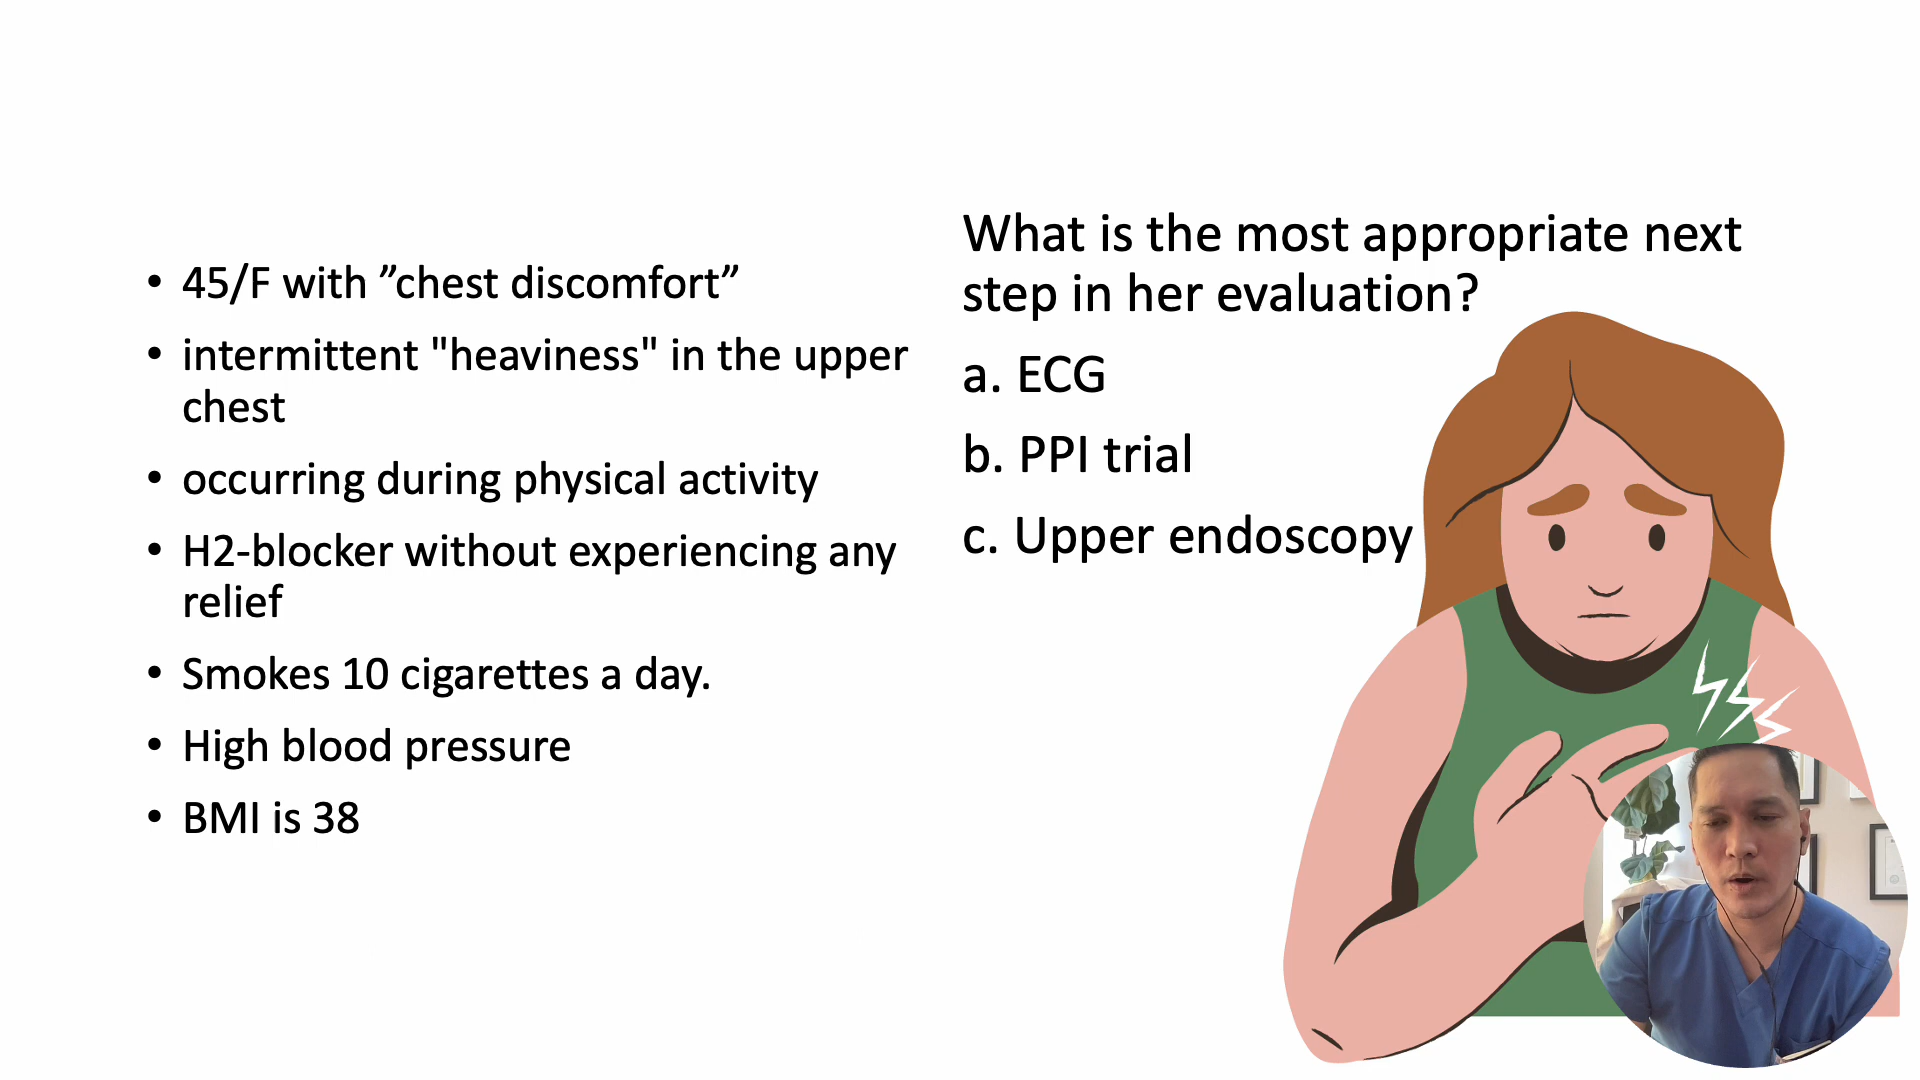 • 45/F with ”chest discomfort”
• intermittent "heaviness" in the upper
chest
• occurring during physical activity
• H2-blocker without experiencing any
relief
• Smokes 10 cigarettes a day.
• High blood pressure
• BMI is 38
What is the most appropriate next
step in her evaluation?
a. ECG
b. PPI trial
c. Upper endoscopy